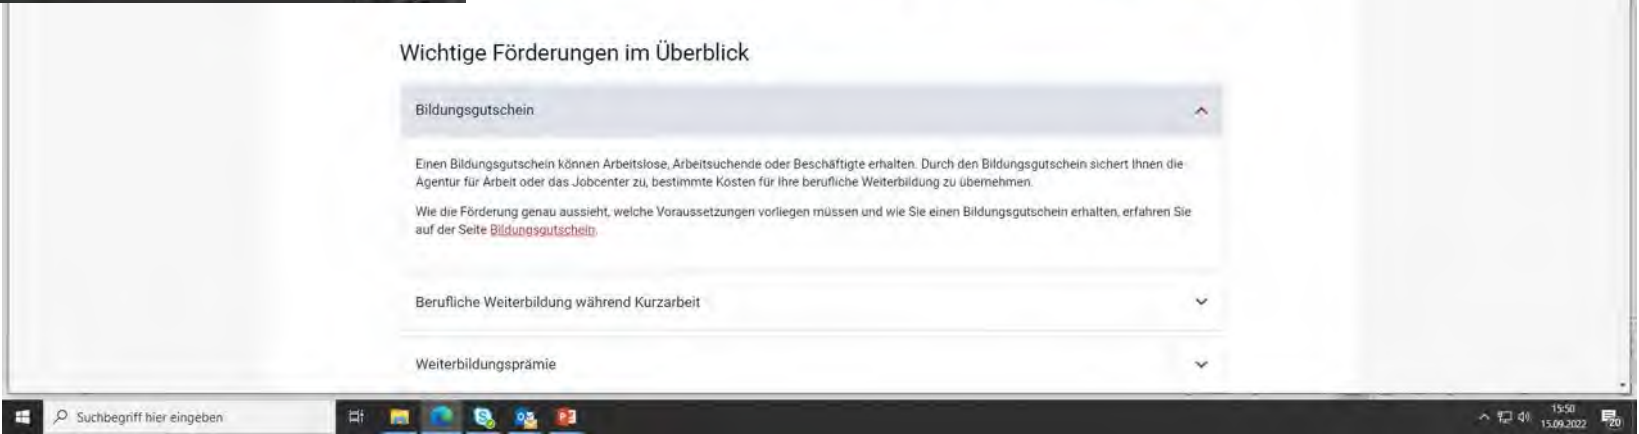 Wichtige Förderungen im Überblick
Bildungsgutschein
Einen Bildungsgutschein können Arbeitslose, Arbeitsuchende oder Beschäftigte erhalten. Durch den Bildungsgutschein sichert Ihnen die
Agentur für Arbeit oder das Jobcenter zu, bestimmte Kosten für Ihre berufliche Weiterbildung zu übernehmen.
Wie die Förderung genau aussieht, welche Voraussetzungen vorliegen müssen und wie Sie einen Bildungsgutschein erhalten, erfahren Sie
auf der Seite Bildungsgutschein.
Berufliche Weiterbildung während Kurzarbeit
Weiterbildungsprämie
Suchbegriff hier eingeben
15:50
15.09.2022
20